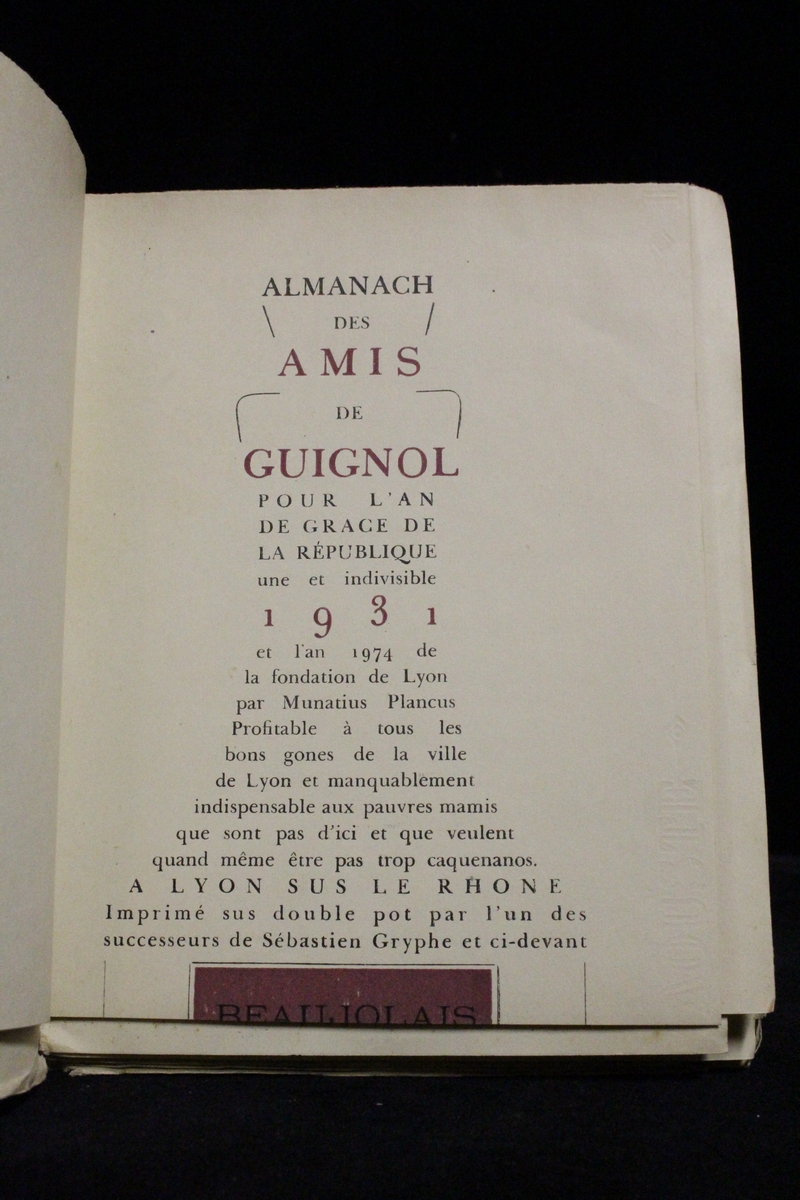 ALMANACH
DES
AMIS
DE
GUIGNOL
POUR L'AN
DE GRACE DE
LA RÉPUBLIQUE
une et indivisible
1931
et l'an 1974 de
la fondation de Lyon
par Munatius Plancus
Profitable à tous les
bons gones de la ville
de Lyon et manquablement
indispensable aux pauvres mamis
que sont pas d'ici et que veulent
quand même être pas trop caquenanos.
A LYON SUS LE RHONE
Imprimé sus double pot par l'un des
successeurs de Sébastien Gryphe et ci-devant